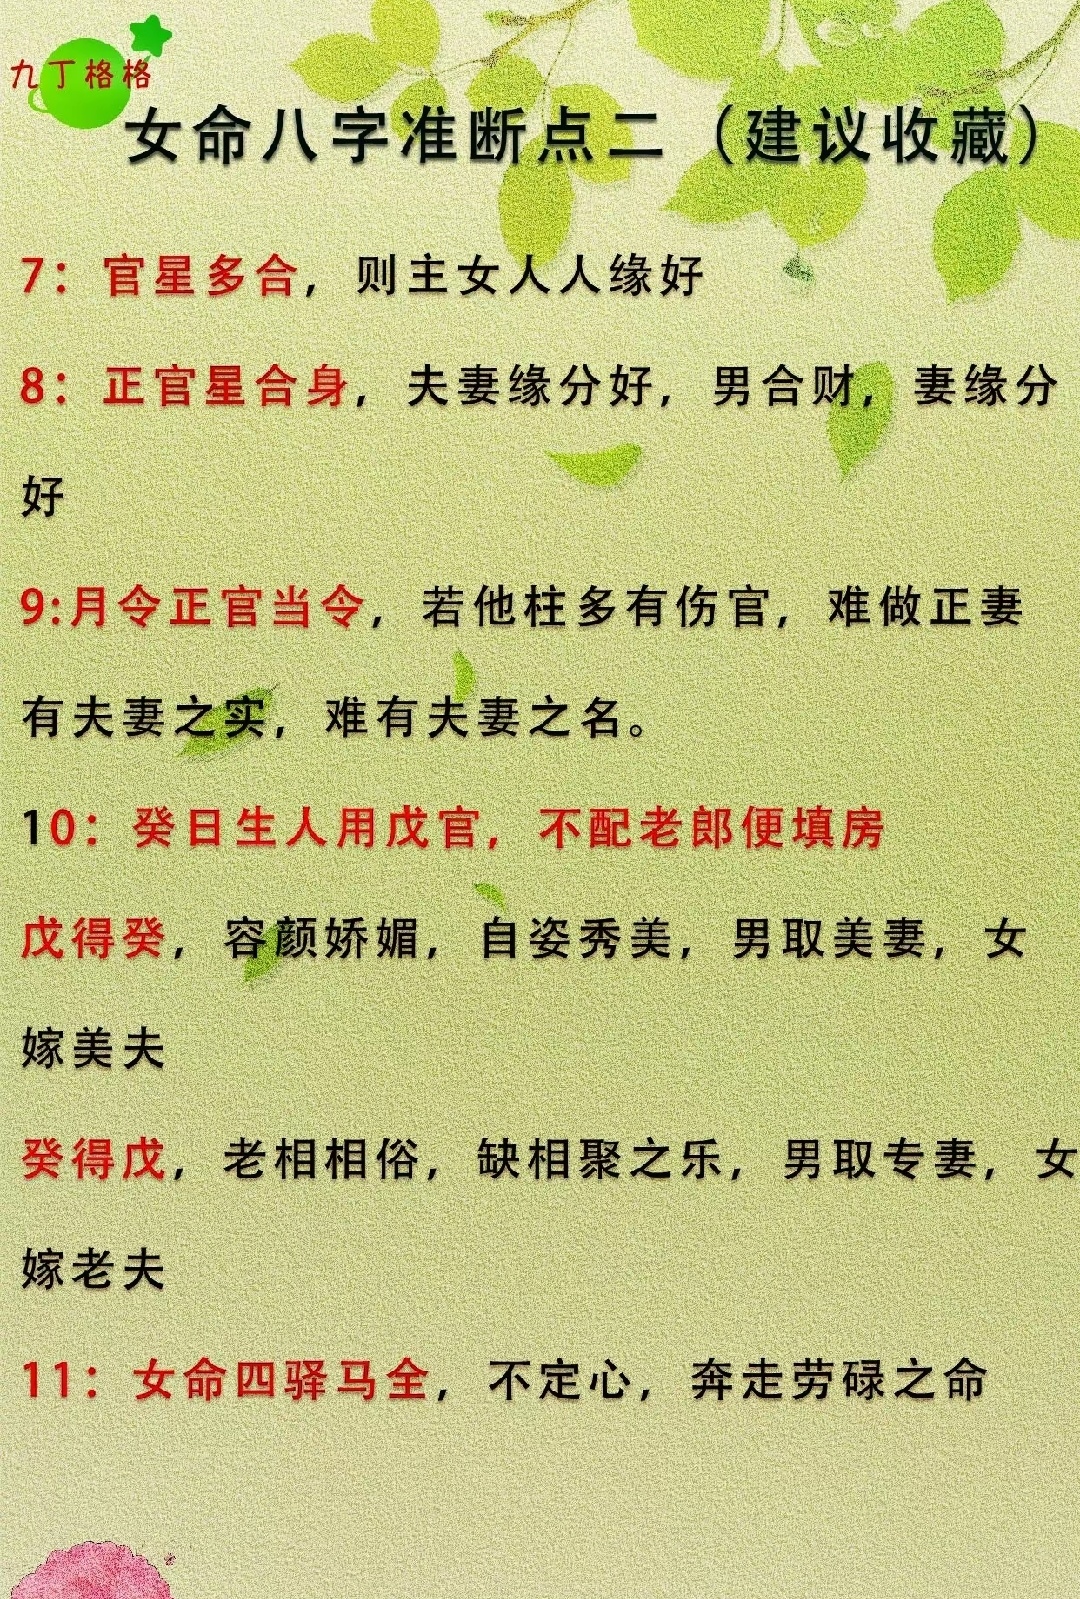 九丁格格
女命八字准断点二（建议收藏）
7：官星多合，则主女人人缘好
8：正官星合身，夫妻缘分好，男合财，妻缘分
好
9:月令正官当令，若他柱多有伤官，难做正妻
有夫妻之实，难有夫妻之名。
10：癸日生人用戊官，不配老郎便填房
戊得癸，容颜娇媚，自姿秀美，男取美妻，女
嫁美夫
癸得戊，老相相俗，缺相聚之乐，男取专妻，女
嫁老夫
11：女命四驿马全，不定心，奔走劳碌之命